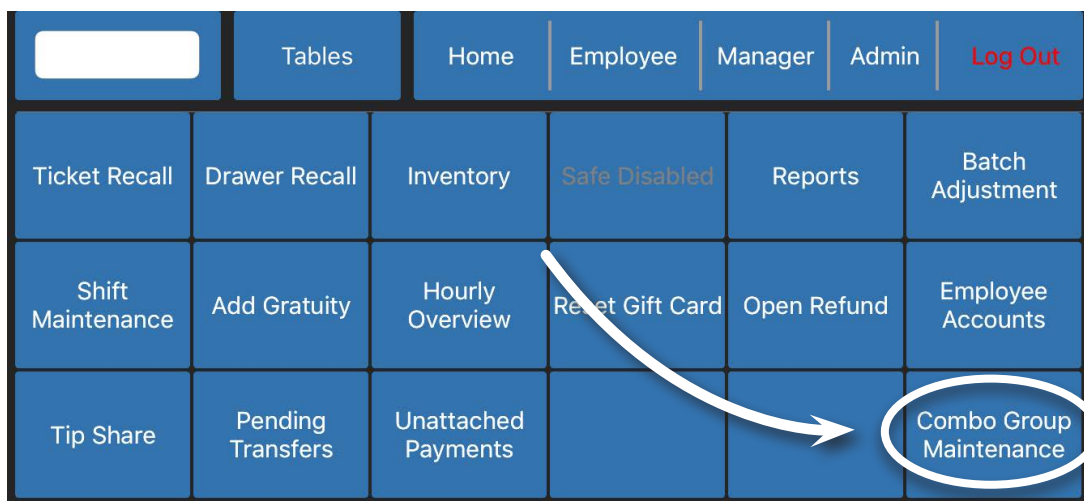 Tables
Home
Employee
Manager
Admin
Log Out
Ticket Recall
Drawer Recall
Inventory
Safe Disabled
Reports
Batch
Adjustment
Shift
Maintenance
Add Gratuity
Hourly
Overview
Reset Gift Card
Open Refund
Employee
Accounts
Tip Share
Pending
Transfers
Unattached
Payments
Combo Group
Maintenance